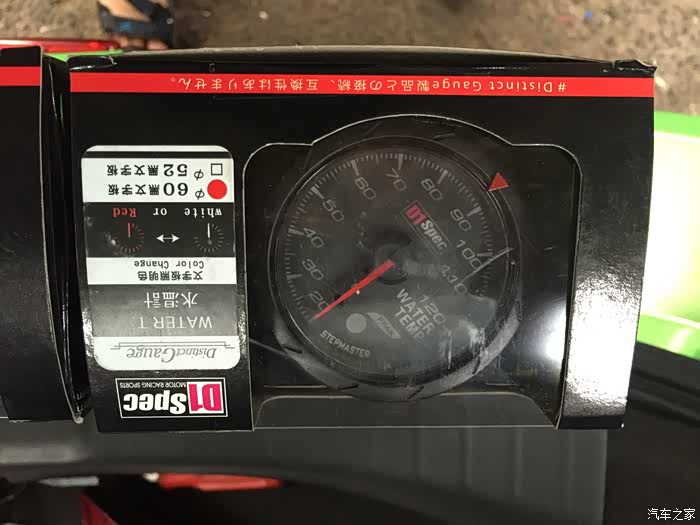 #Distinct Gauge製品との接続、互換性はありません。
D1 Spec
MOTOR RACING SPORTS
Distinct Gauge
WATER T
水温計
文字板照明色
Color Change
white or Red
φ60 黒文字板
φ52 黒文字板
20
30
40
50
60
70
80
90
100
110
120
D1 Spec
WATER
TEMP
STEPMASTER
汽车之家